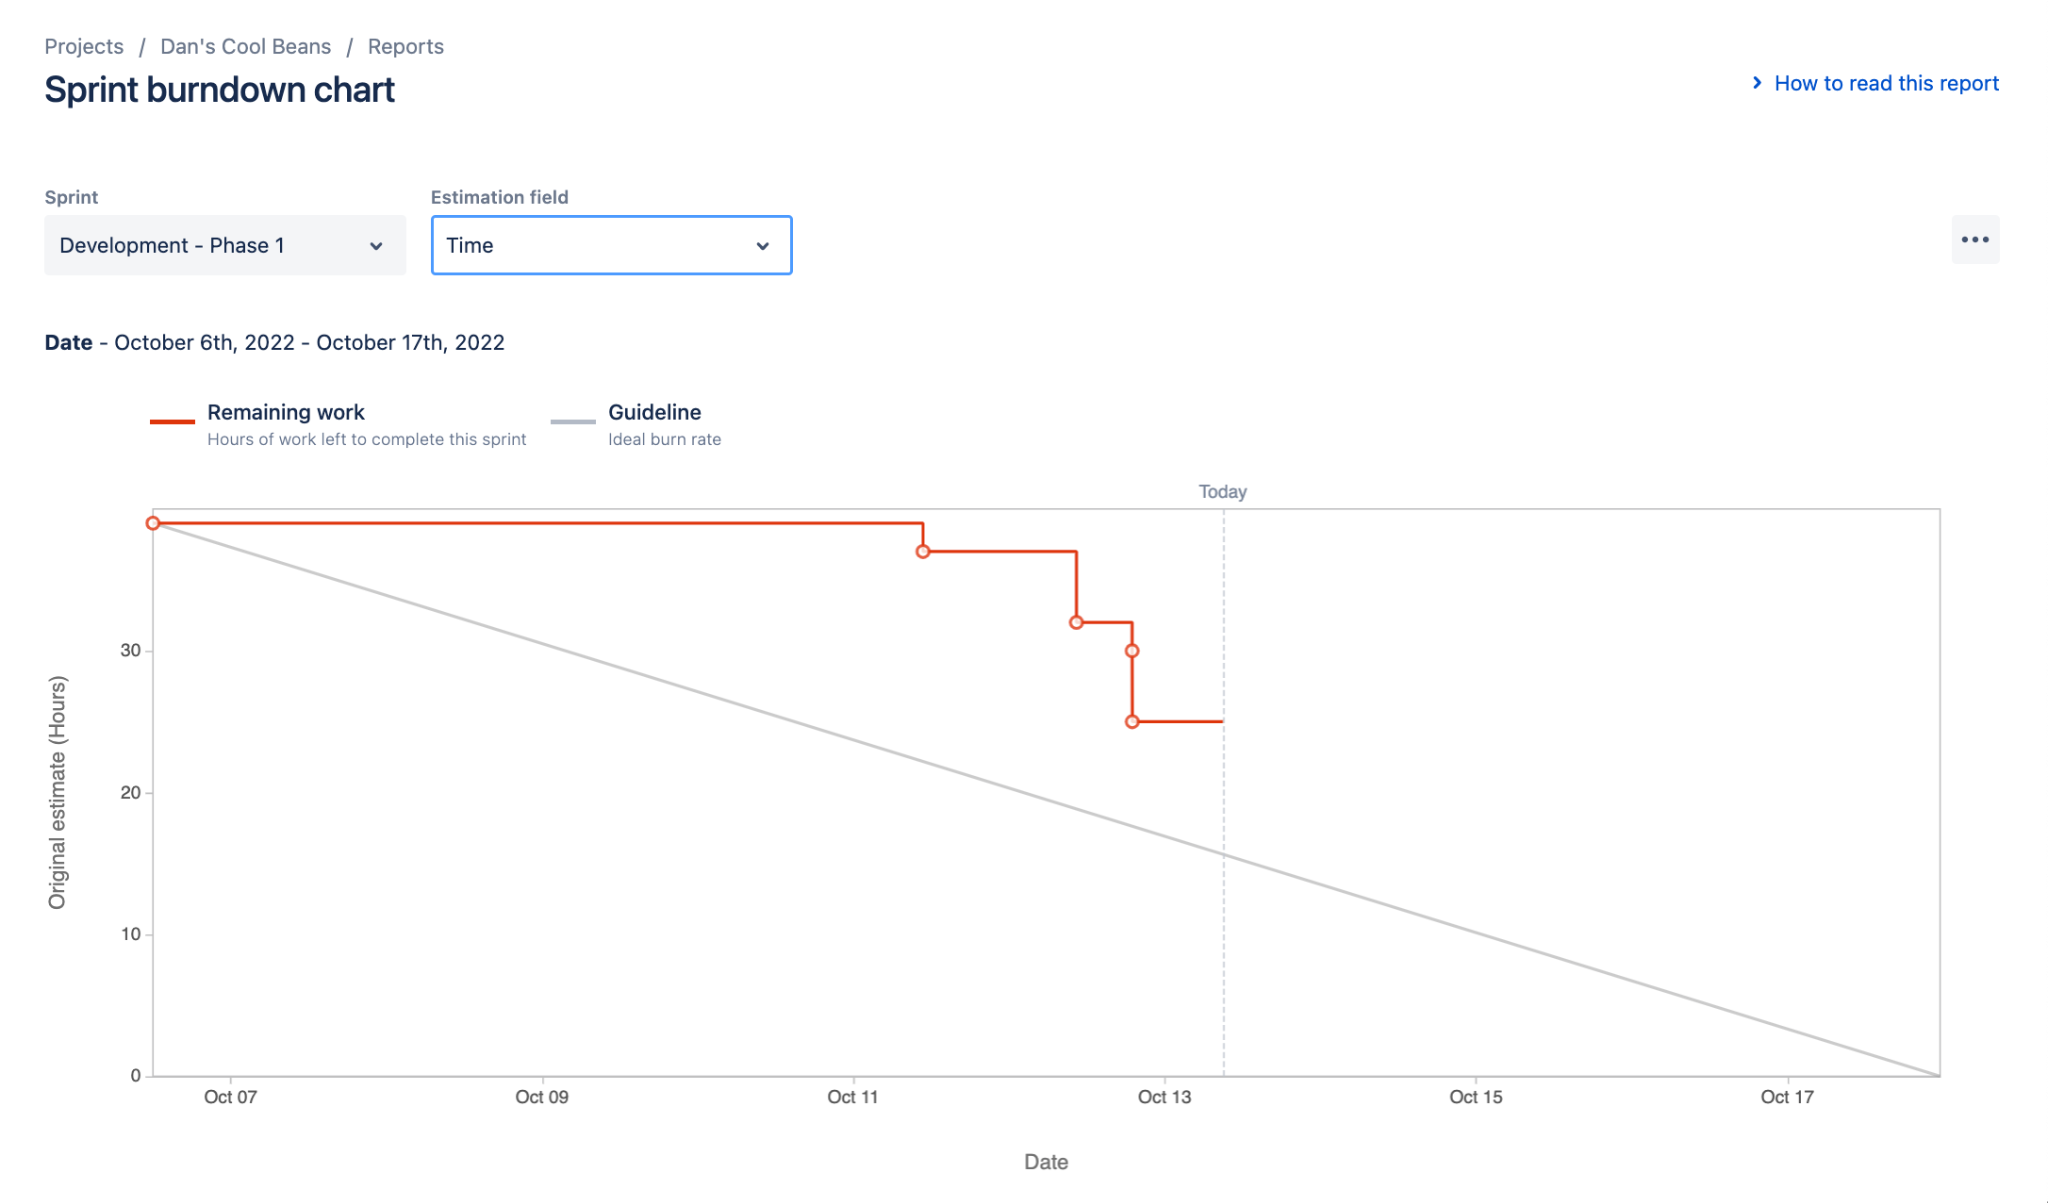 Projects / Dan's Cool Beans / Reports
Sprint burndown chart
How to read this report
Sprint
Estimation field
Development - Phase 1
Time
Date - October 6th, 2022 - October 17th, 2022
Remaining work
Hours of work left to complete this sprint
Guideline
Ideal burn rate
Today
Original estimate (Hours)
30
20
10
0
Oct 07
Oct 09
Oct 11
Oct 13
Oct 15
Oct 17
Date